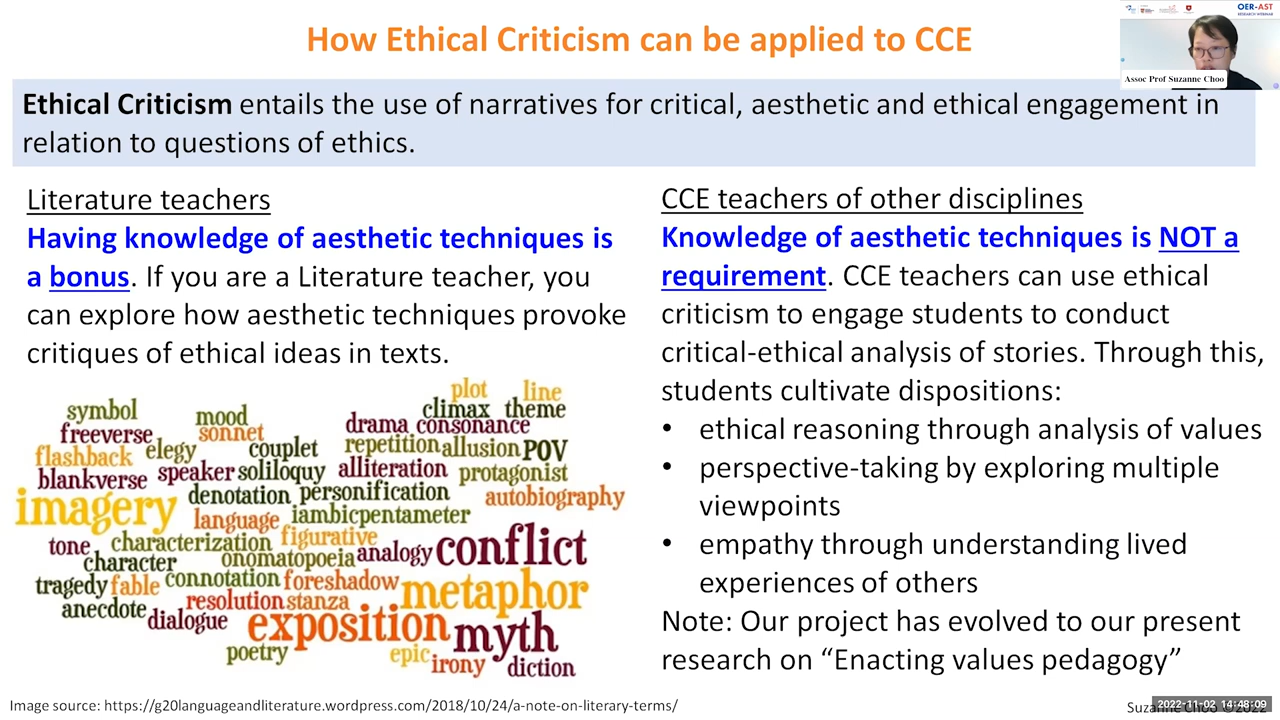 How Ethical Criticism can be applied to CCE
OER-AST
RESEARCH WEBINAR
Assoc Prof Suzanne Choo
Ethical Criticism entails the use of narratives for critical, aesthetic and ethical engagement in
relation to questions of ethics.
Literature teachers
Having knowledge of aesthetic techniques is
a bonus. If you are a Literature teacher, you
can explore how aesthetic techniques provoke
critiques of ethical ideas in texts.
plot line
symbol mood climax theme
freeverse sonnet drama consonance
flashback elegy couplet repetition allusion POV
blankverse speaker soliloquy alliteration protagonist
imagery denotation personification autobiography
language iambicpentameter
tone characterization figurative conflict
character onomatopoeia analogy
tragedy fable connotation foreshadow metaphor
anecdote resolution stanza
dialogue exposition myth
poetry epic irony diction
CCE teachers of other disciplines
Knowledge of aesthetic techniques is NOT a
requirement. CCE teachers can use ethical
criticism to engage students to conduct
critical-ethical analysis of stories. Through this,
students cultivate dispositions:
• ethical reasoning through analysis of values
• perspective-taking by exploring multiple
viewpoints
• empathy through understanding lived
experiences of others
Note: Our project has evolved to our present
research on “Enacting values pedagogy”
Image source: https://g20languageandliterature.wordpress.com/2018/10/24/a-note-on-literary-terms/
Suzanne Choo ©2022
2022-11-02 14:48:09